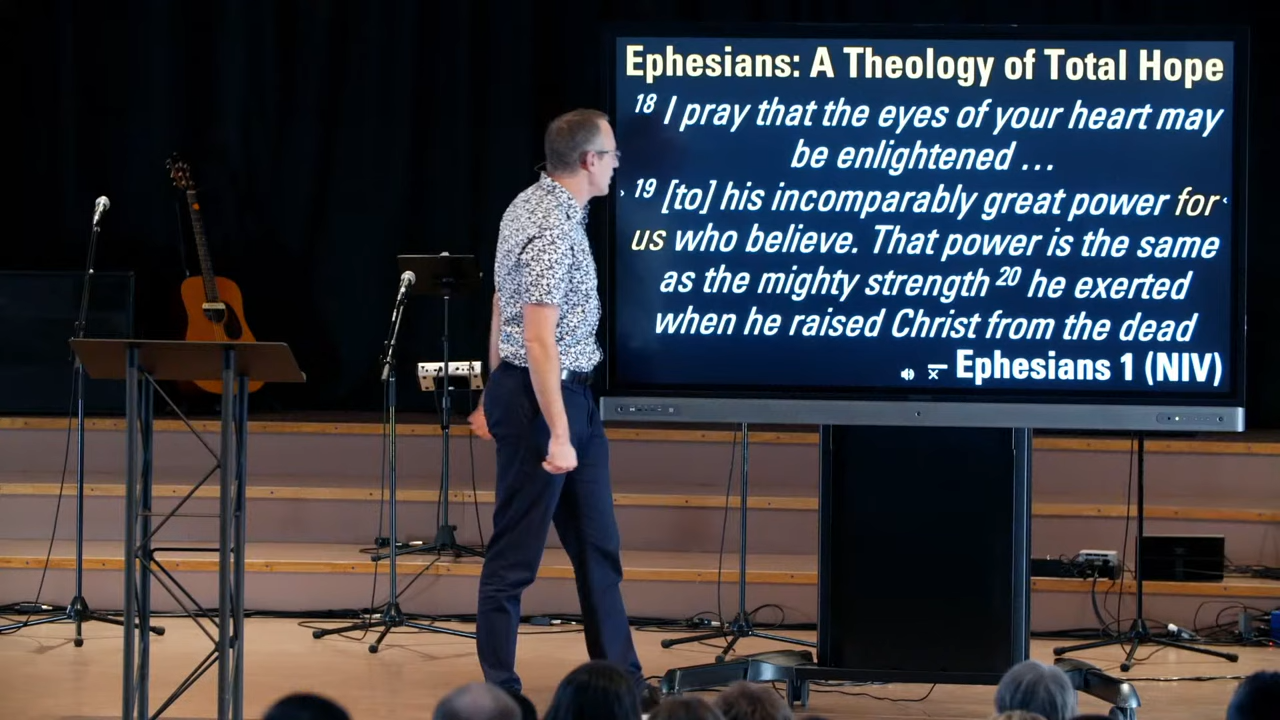 Ephesians: A Theology of Total Hope
18 I pray that the eyes of your heart may
be enlightened ...
19 [to] his incomparably great power for
us who believe. That power is the same
as the mighty strength 20 he exerted
when he raised Christ from the dead
– Ephesians 1 (NIV)